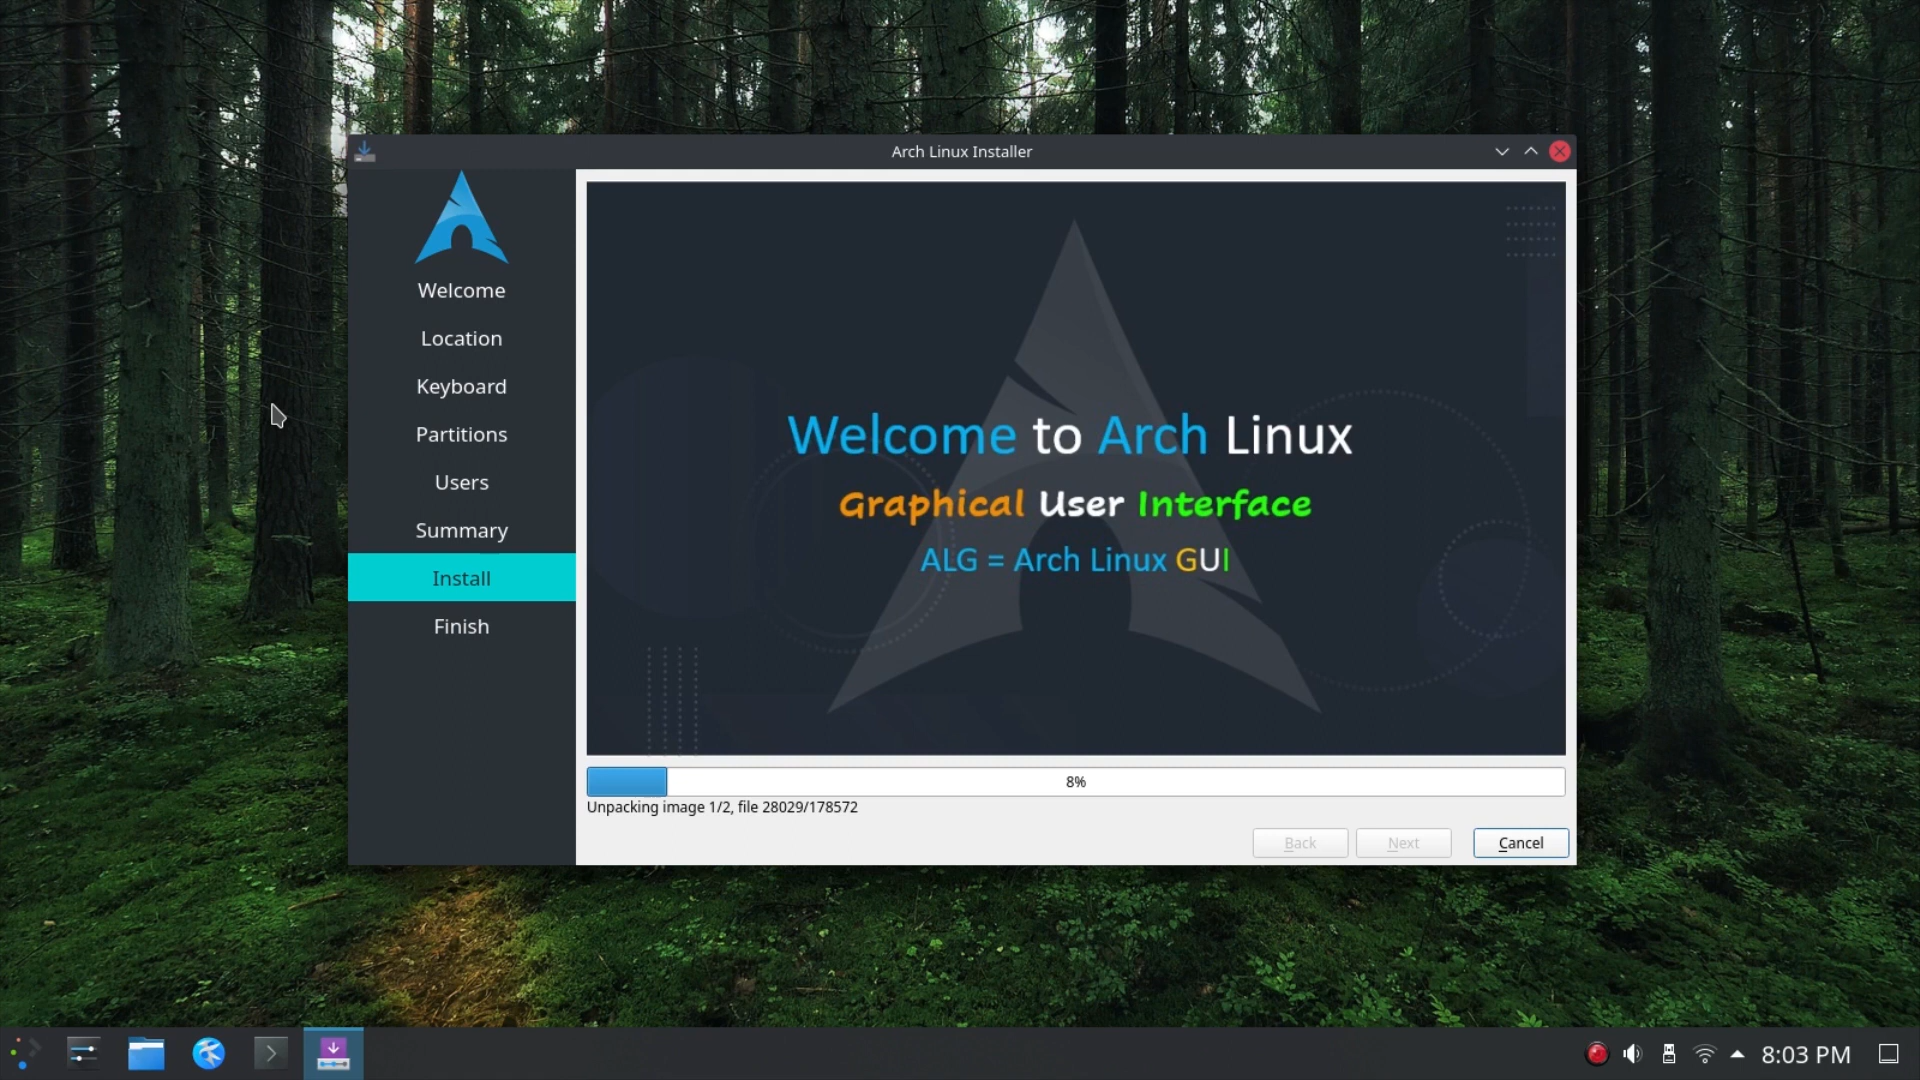 Arch Linux Installer
Welcome
Location
Keyboard
Partitions
Users
Summary
Install
Finish
Welcome to Arch Linux
Graphical User Interface
ALG = Arch Linux GUI
8%
Unpacking image 1/2, file 28029/178572
Back
Next
Cancel
8:03 PM